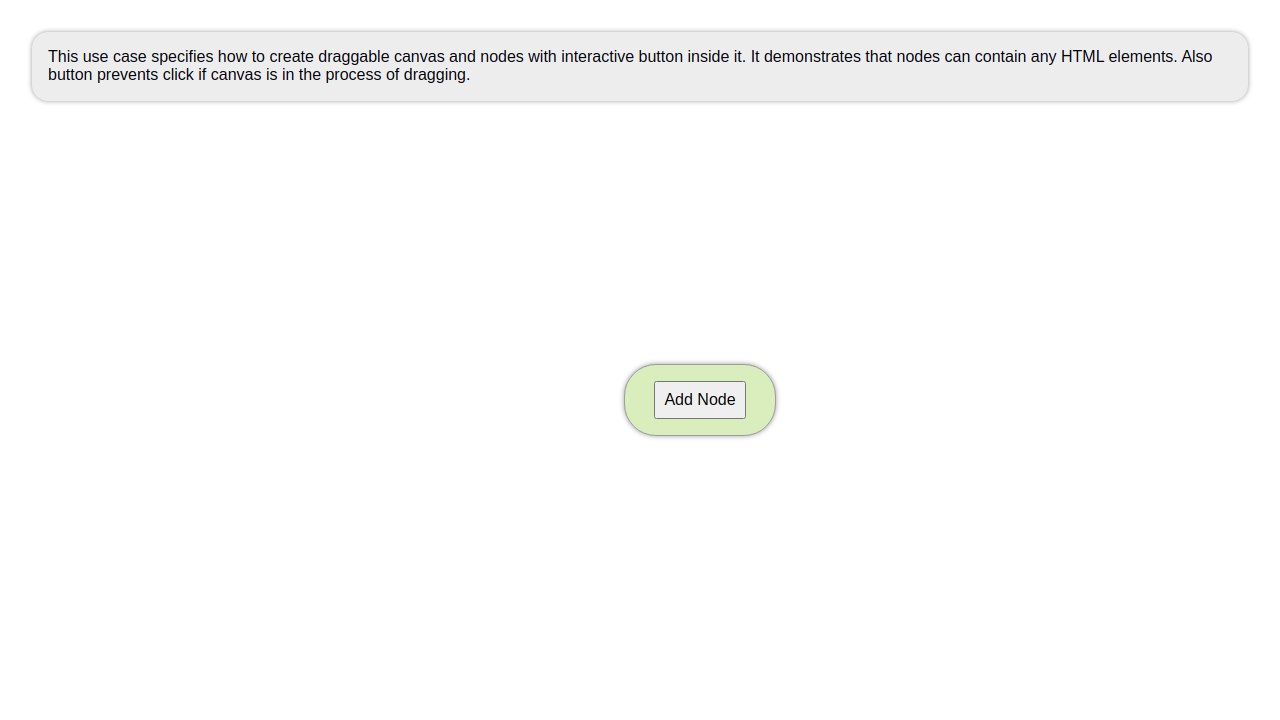 This use case specifies how to create draggable canvas and nodes with interactive button inside it. It demonstrates that nodes can contain any HTML elements. Also
button prevents click if canvas is in the process of dragging.
Add Node